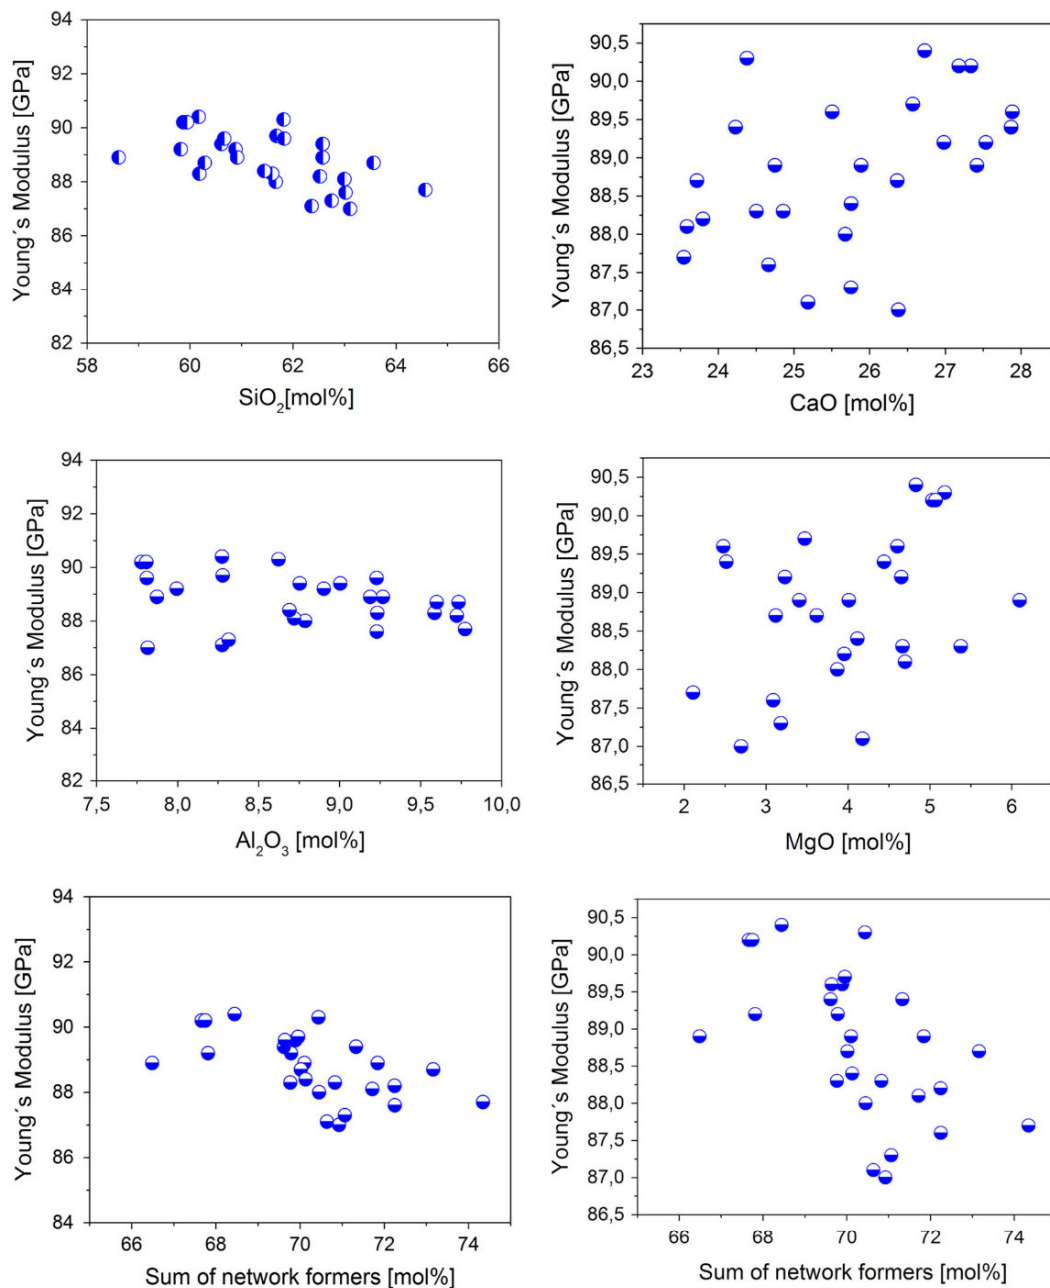 94
92
90
88
86
84
82
Young´s Modulus [GPa]
58 60 62 64 66
SiO₂[mol%]
90,5
90,0
89,5
89,0
88,5
88,0
87,5
87,0
86,5
Young´s Modulus [GPa]
23 24 25 26 27 28
CaO [mol%]
94
92
90
88
86
84
82
Young´s Modulus [GPa]
7,5 8,0 8,5 9,0 9,5 10,0
Al₂O₃ [mol%]
90,5
90,0
89,5
89,0
88,5
88,0
87,5
87,0
86,5
Young´s Modulus [GPa]
2 3 4 5 6
MgO [mol%]
94
92
90
88
86
84
Young´s Modulus [GPa]
66 68 70 72 74
Sum of network formers [mol%]
90,5
90,0
89,5
89,0
88,5
88,0
87,5
87,0
86,5
Young´s Modulus [GPa]
66 68 70 72 74
Sum of network formers [mol%]